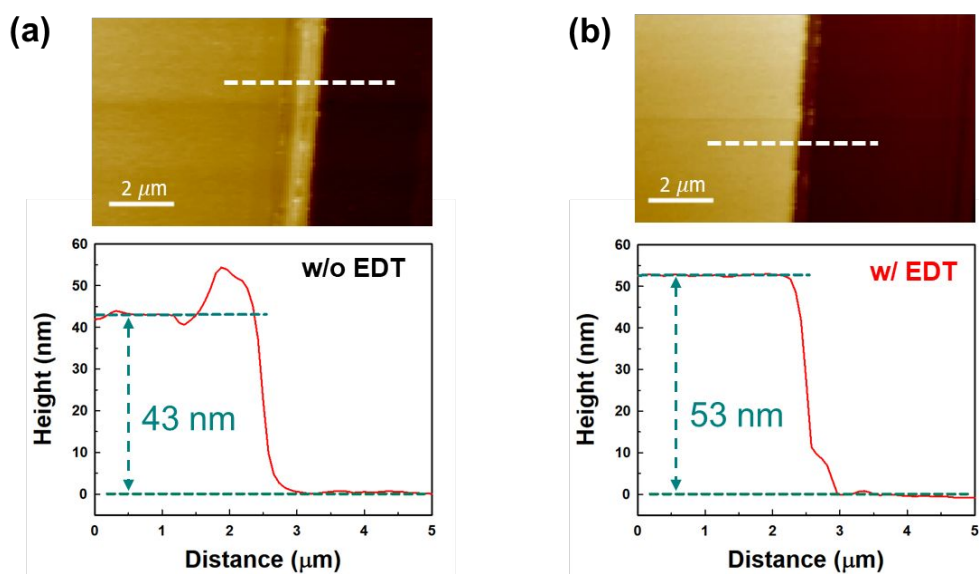 (a)
2 μm
60
50
40
30
20
10
0
Height (nm)
w/o EDT
43 nm
0 1 2 3 4 5
Distance (μm)
(b)
2 μm
60
50
40
30
20
10
0
Height (nm)
w/ EDT
53 nm
0 1 2 3 4 5
Distance (μm)